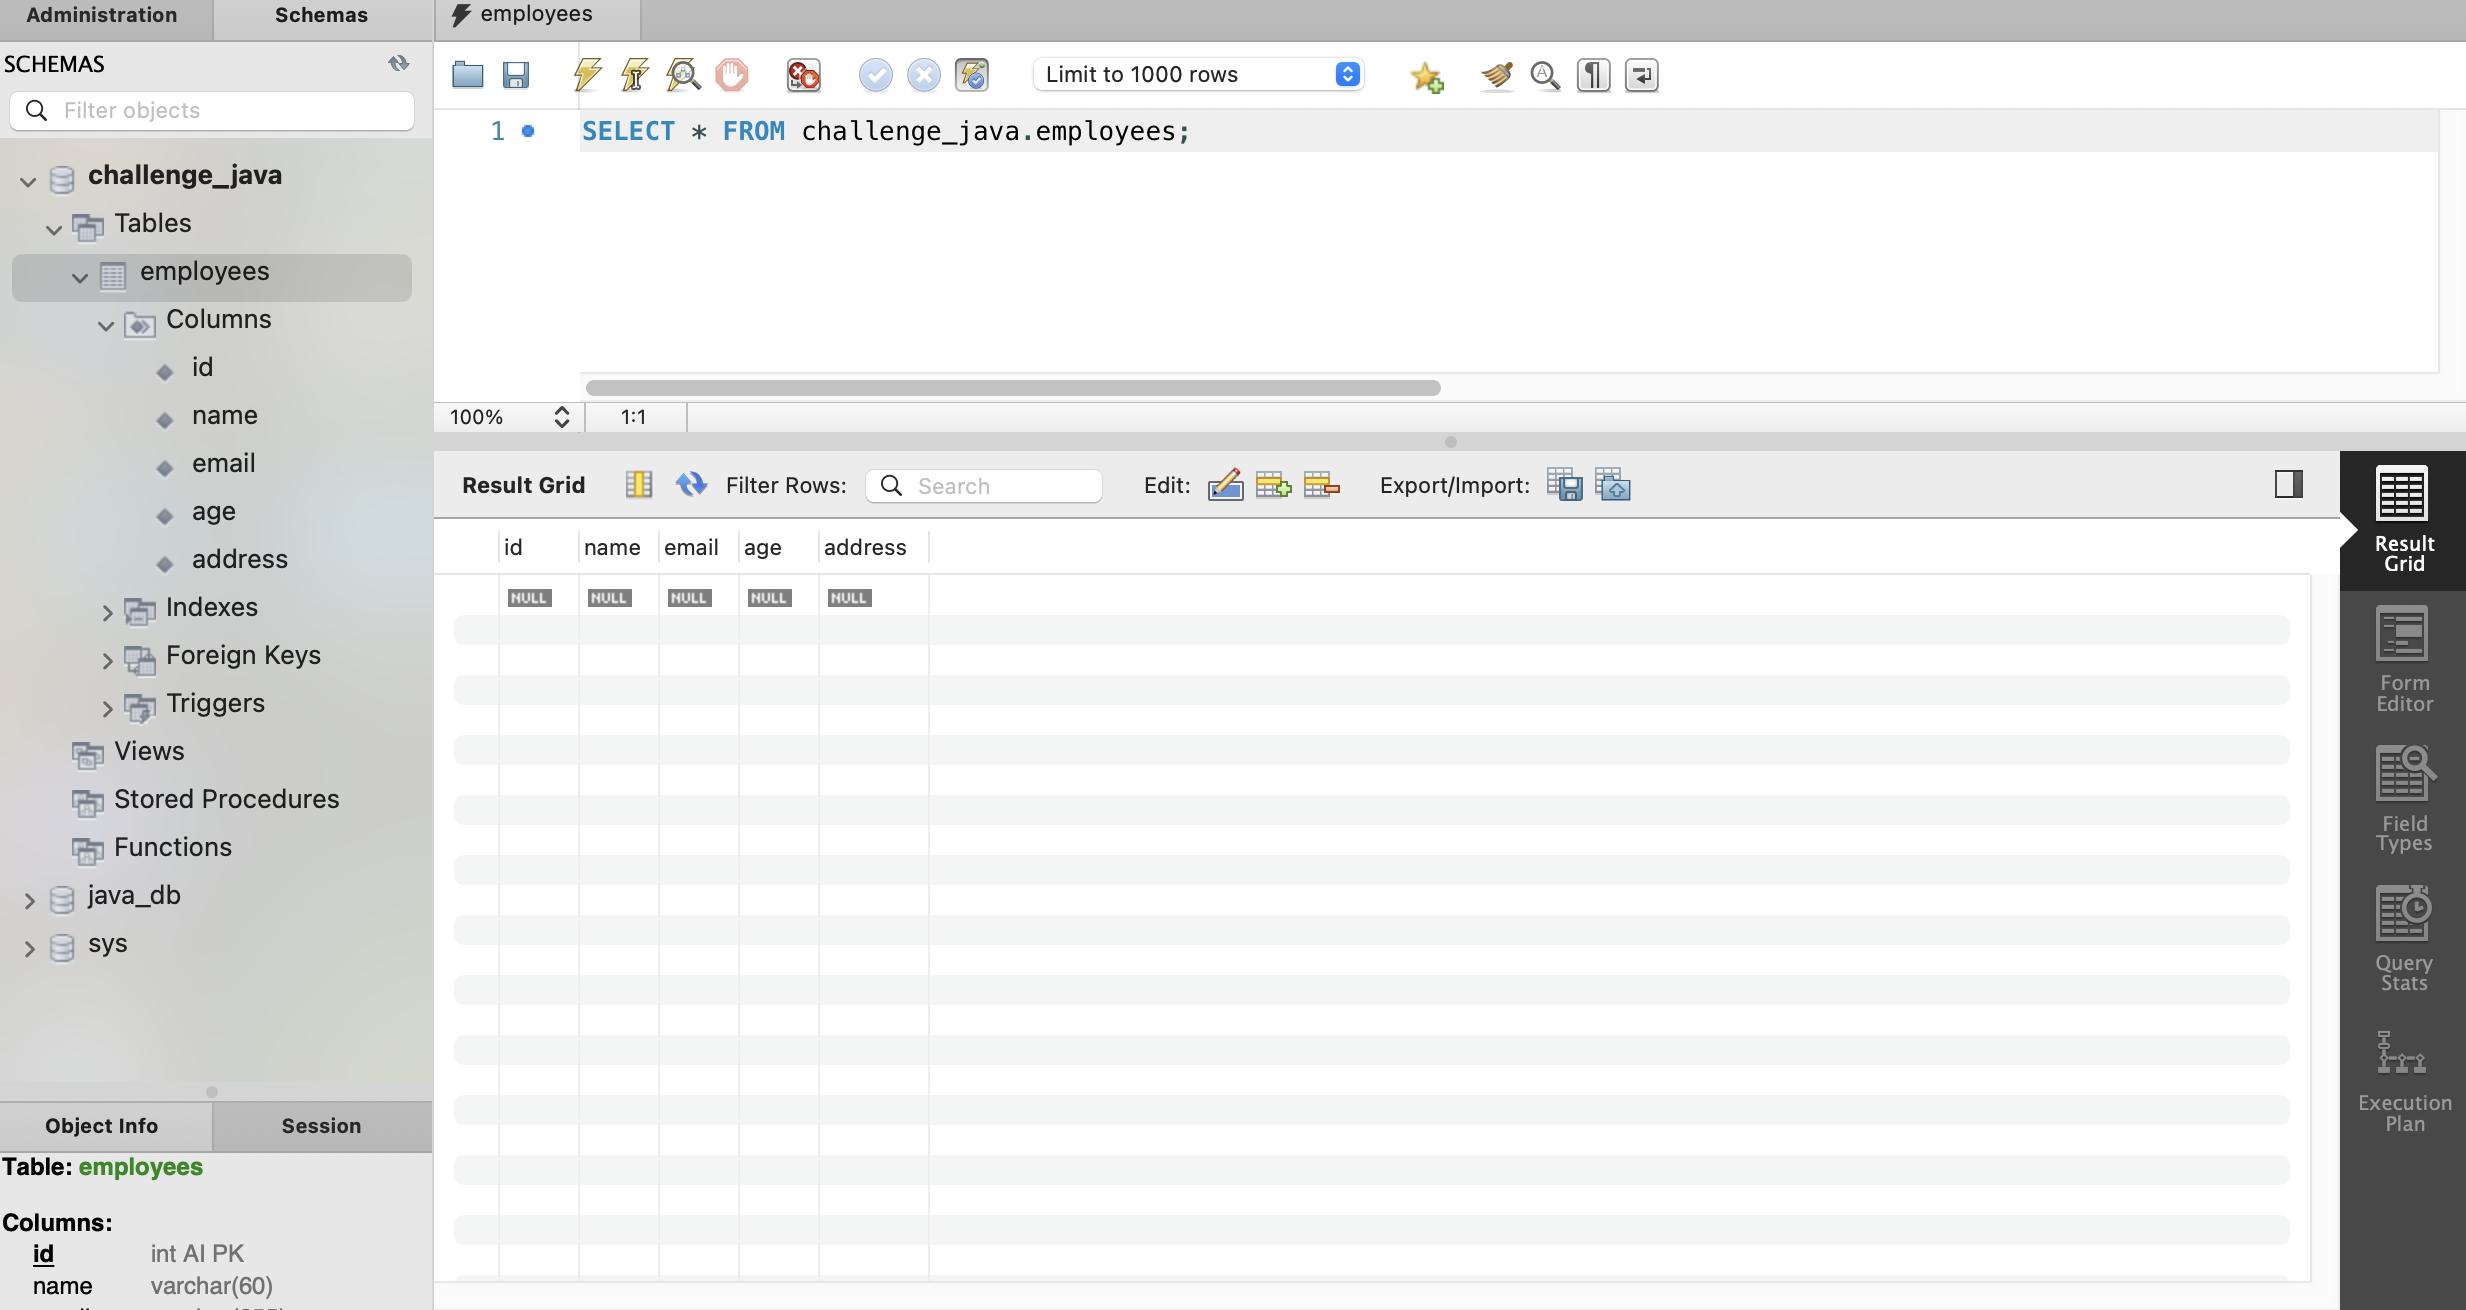 Administration
Schemas
employees
SCHEMAS
Filter objects
Limit to 1000 rows
1 SELECT * FROM challenge_java.employees;
challenge_java
Tables
employees
Columns
id
name
email
age
address
Indexes
Foreign Keys
Triggers
Views
Stored Procedures
Functions
java_db
sys
100%
1:1
Result Grid
Filter Rows:
Search
Edit:
Export/Import:
id name email age address
NULL NULL NULL NULL NULL
Result
Grid
Form
Editor
Field
Types
Query
Stats
Execution
Plan
Object Info
Session
Table: employees
Columns:
id int AI PK
name varchar(60)